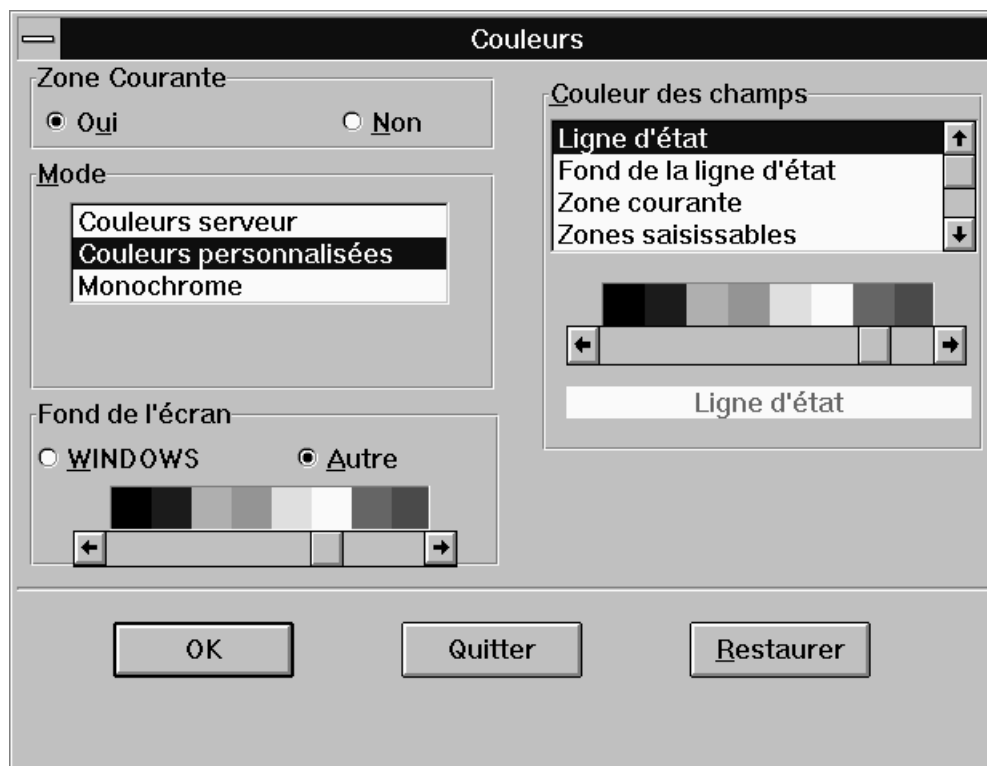 Couleurs
Zone Courante
Oui
Non
Mode
Couleurs serveur
Couleurs personnalisées
Monochrome
Fond de l'écran
WINDOWS
Autre
Couleur des champs
Ligne d'état
Fond de la ligne d'état
Zone courante
Zones saisissables
Ligne d'état
OK
Quitter
Restaurer